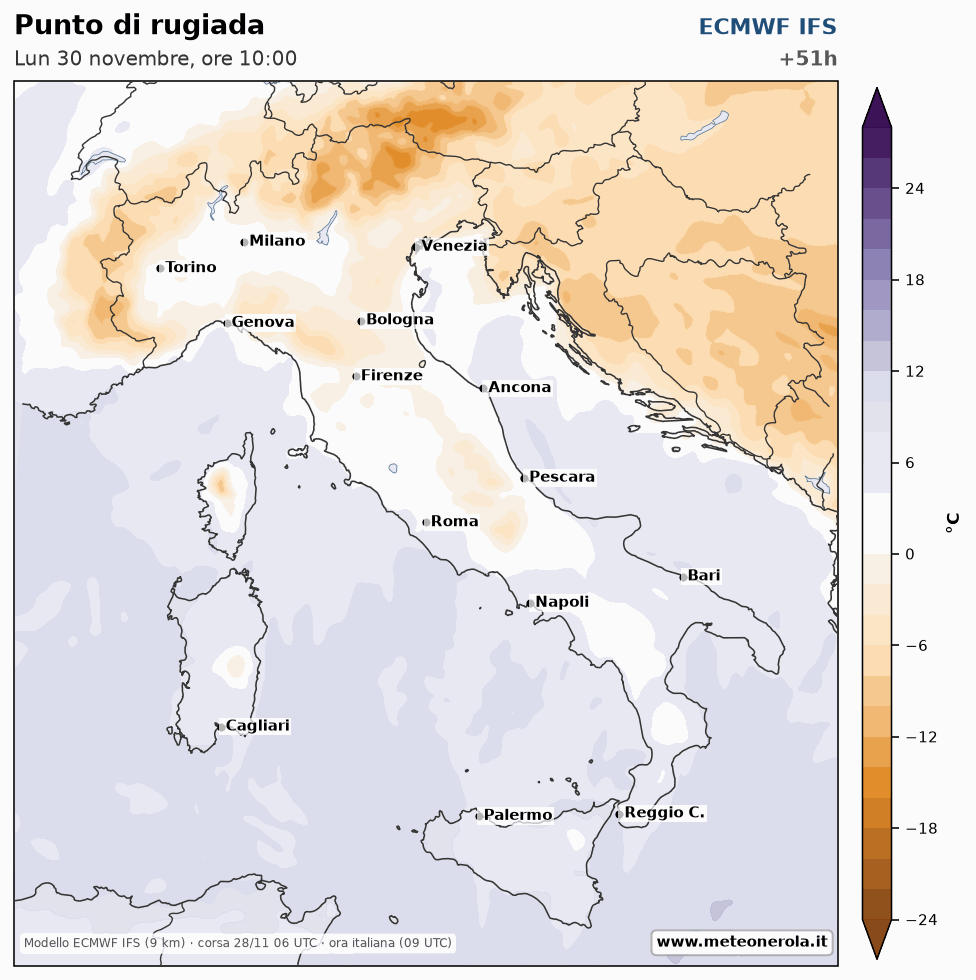 Punto di rugiada
ECMWF IFS
Lun 30 novembre, ore 10:00
+51h
Milano
Venezia
Torino
Genova
Bologna
Firenze
Ancona
Pescara
Roma
Bari
Napoli
Cagliari
Palermo
Reggio C.
24
18
12
6
0
−6
−12
−18
−24
°C
Modello ECMWF IFS (9 km) · corsa 28/11 06 UTC · ora italiana (09 UTC)
www.meteonerola.it